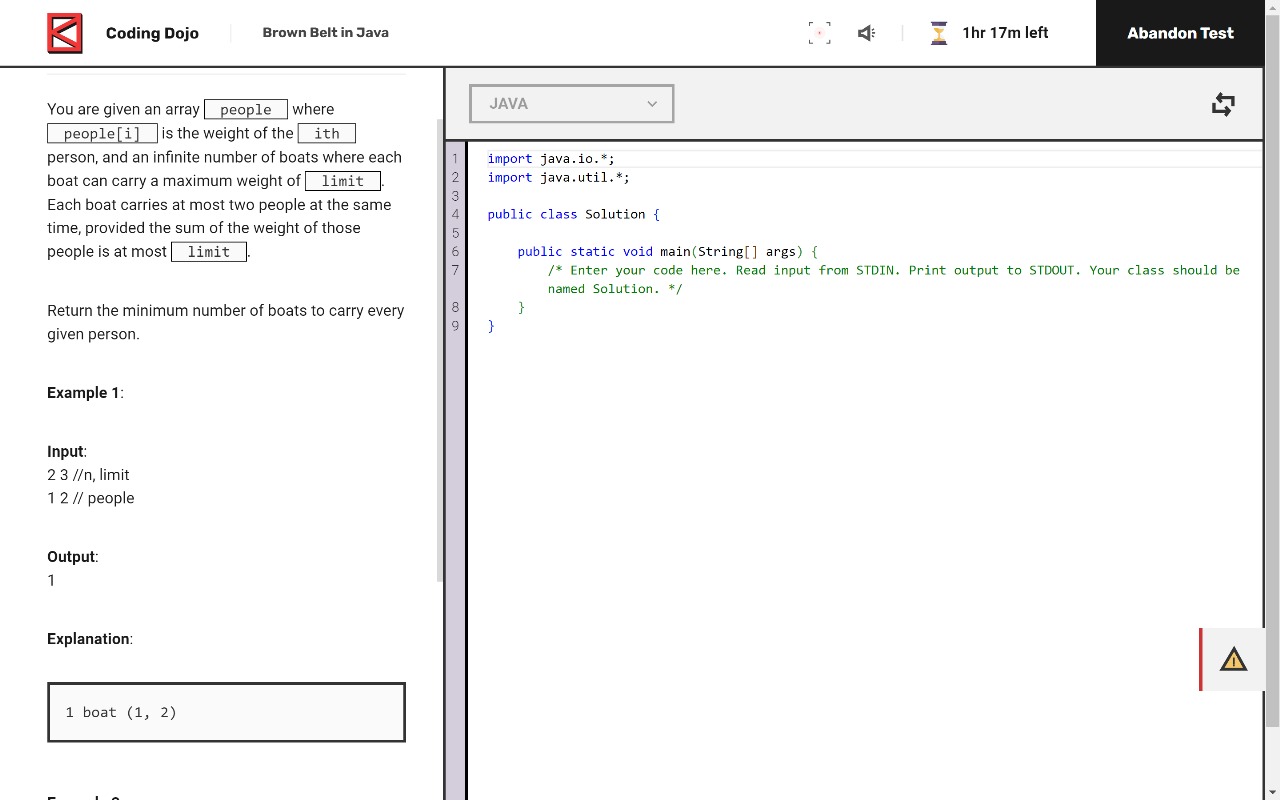 Coding Dojo
Brown Belt in Java
1hr 17m left
Abandon Test
You are given an array people where
people[i] is the weight of the ith
person, and an infinite number of boats where each
boat can carry a maximum weight of limit.
Each boat carries at most two people at the same
time, provided the sum of the weight of those
people is at most limit.
Return the minimum number of boats to carry every
given person.
Example 1:
Input:
2 3 //n, limit
1 2 // people
Output:
1
Explanation:
1 boat (1, 2)
JAVA
1 import java.io.*;
2 import java.util.*;
3
4 public class Solution {
5
6 public static void main(String[] args) {
7 /* Enter your code here. Read input from STDIN. Print output to STDOUT. Your class should be
named Solution. */
8 }
9 }